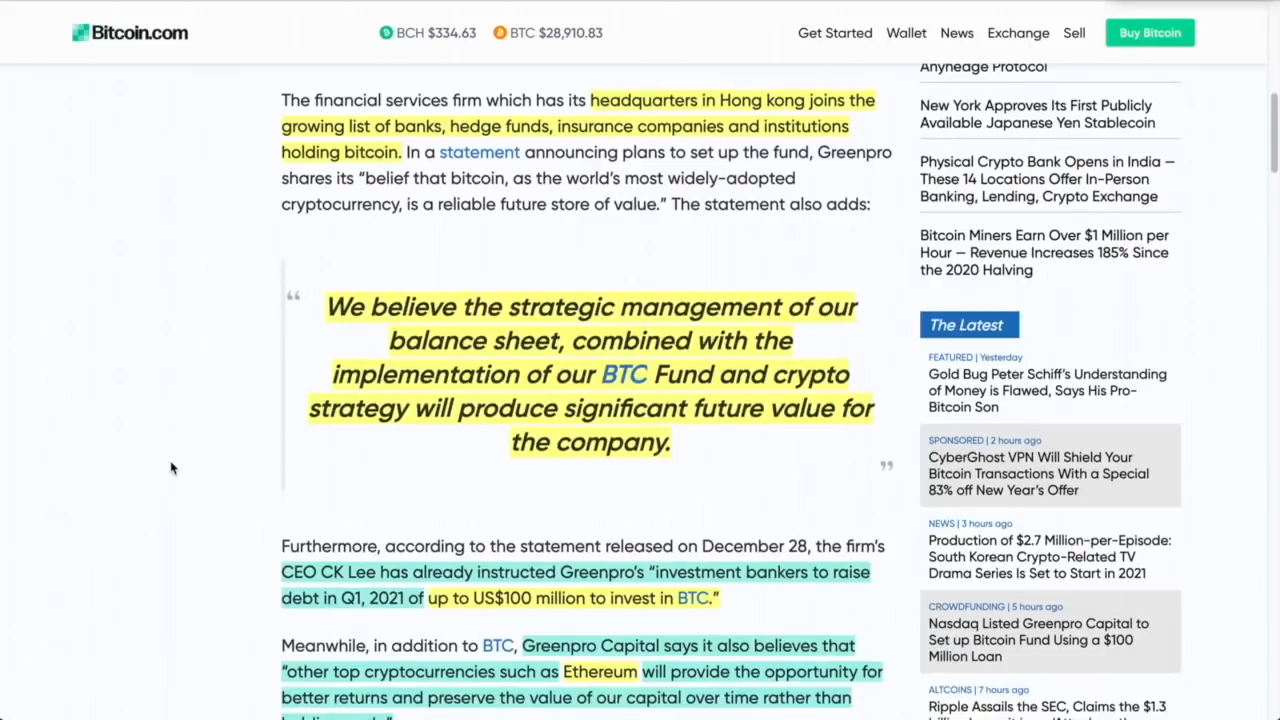 Bitcoin.com
BCH $334.63
BTC $28,910.83
Get Started
Wallet
News
Exchange
Sell
Buy Bitcoin
The financial services firm which has its headquarters in Hong kong joins the
growing list of banks, hedge funds, insurance companies and institutions
holding bitcoin. In a statement announcing plans to set up the fund, Greenpro
shares its “belief that bitcoin, as the world’s most widely-adopted
cryptocurrency, is a reliable future store of value.” The statement also adds:
“
We believe the strategic management of our
balance sheet, combined with the
implementation of our BTC Fund and crypto
strategy will produce significant future value for
the company.
”
Furthermore, according to the statement released on December 28, the firm’s
CEO CK Lee has already instructed Greenpro’s “investment bankers to raise
debt in Q1, 2021 of up to US$100 million to invest in BTC.”
Meanwhile, in addition to BTC, Greenpro Capital says it also believes that
“other top cryptocurrencies such as Ethereum will provide the opportunity for
better returns and preserve the value of our capital over time rather than
Anyhedge Protocol
New York Approves Its First Publicly
Available Japanese Yen Stablecoin
Physical Crypto Bank Opens in India —
These 14 Locations Offer In-Person
Banking, Lending, Crypto Exchange
Bitcoin Miners Earn Over $1 Million per
Hour — Revenue Increases 185% Since
the 2020 Halving
The Latest
FEATURED | Yesterday
Gold Bug Peter Schiff’s Understanding
of Money is Flawed, Says His Pro-
Bitcoin Son
SPONSORED | 2 hours ago
CyberGhost VPN Will Shield Your
Bitcoin Transactions With a Special
83% off New Year’s Offer
NEWS | 3 hours ago
Production of $2.7 Million-per-Episode:
South Korean Crypto-Related TV
Drama Series Is Set to Start in 2021
CROWDFUNDING | 5 hours ago
Nasdaq Listed Greenpro Capital to
Set up Bitcoin Fund Using a $100
Million Loan
ALTCOINS | 7 hours ago
Ripple Assails the SEC, Claims the $1.3